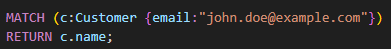 MATCH (c:Customer {email:"john.doe@example.com"})
RETURN c.name;